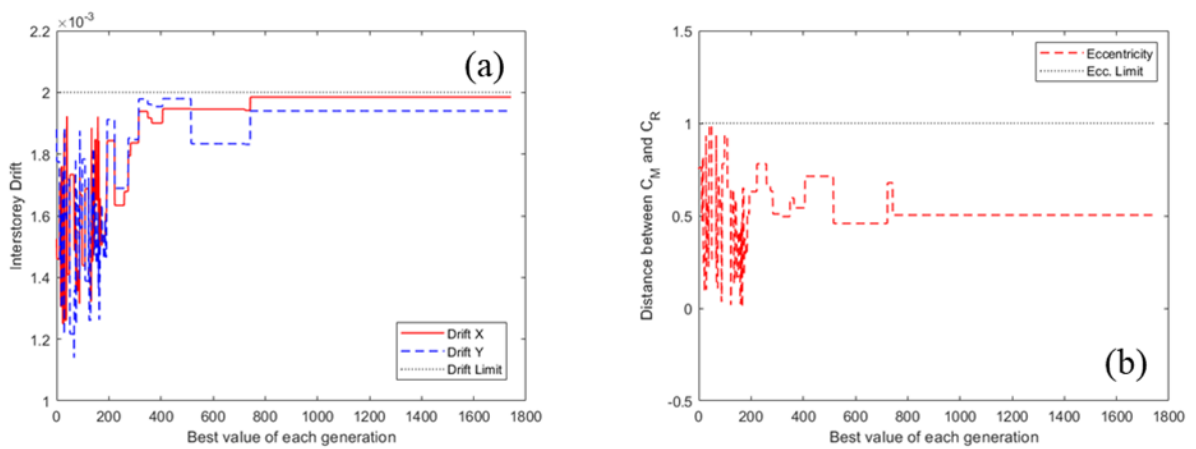 ×10⁻³
2.2
2
1.8
1.6
1.4
1.2
1
Interstorey Drift
(a)
Drift X
Drift Y
Drift Limit
0 200 400 600 800 1000 1200 1400 1600 1800
Best value of each generation
1.5
1
0.5
0
-0.5
Distance between C_M and C_R
Eccentricity
Ecc. Limit
(b)
0 200 400 600 800 1000 1200 1400 1600 1800
Best value of each generation